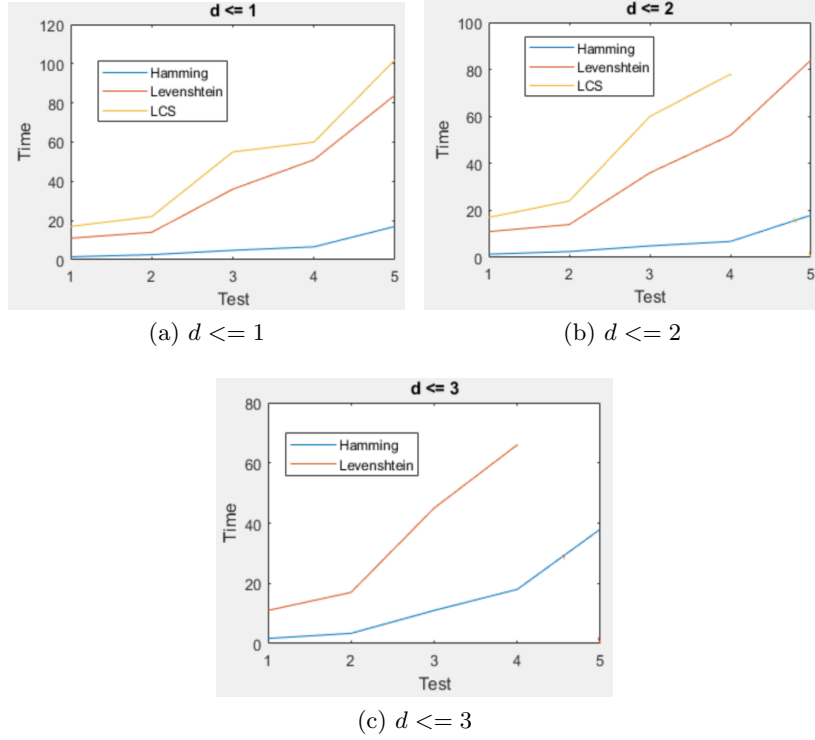 d <= 1
120
100
80
60
40
20
0
Time
Hamming
Levenshtein
LCS
1 2 3 4 5
Test
(a) d <= 1
d <= 2
100
80
60
40
20
0
Time
Hamming
Levenshtein
LCS
1 2 3 4 5
Test
(b) d <= 2
d <= 3
80
60
40
20
0
Time
Hamming
Levenshtein
1 2 3 4 5
Test
(c) d <= 3